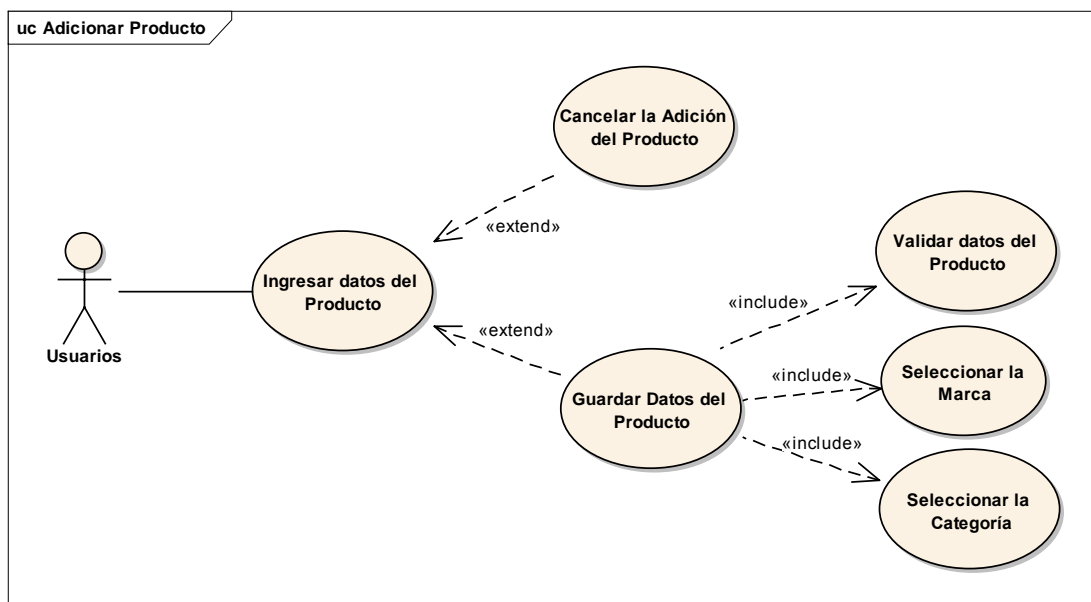 uc Adicionar Producto
Cancelar la Adición
del Producto
«extend»
Validar datos del
Producto
Ingresar datos del
Producto
Usuarios
«include»
«extend»
«include»
Seleccionar la
Marca
Guardar Datos del
Producto
«include»
Seleccionar la
Categoría